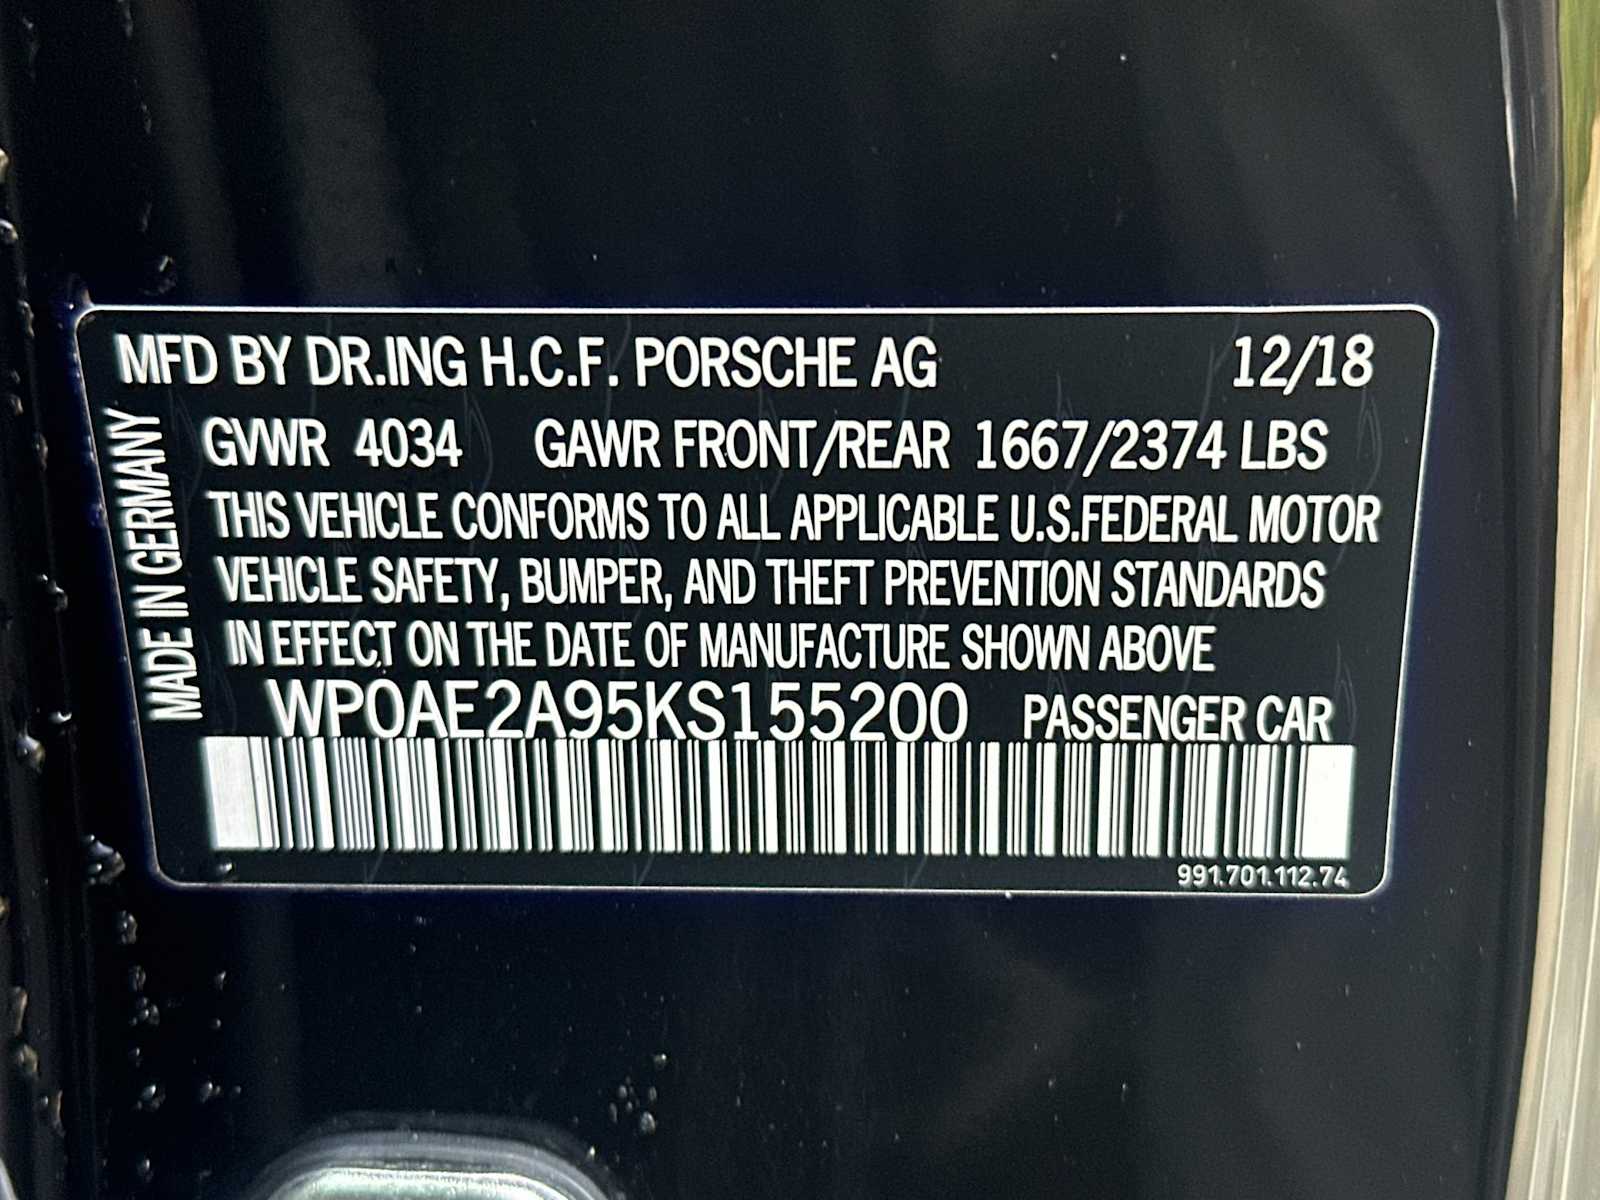 MFD BY DR.ING H.C.F. PORSCHE AG 12/18
GVWR 4034 GAWR FRONT/REAR 1667/2374 LBS
THIS VEHICLE CONFORMS TO ALL APPLICABLE U.S.FEDERAL MOTOR
VEHICLE SAFETY, BUMPER, AND THEFT PREVENTION STANDARDS
IN EFFECT ON THE DATE OF MANUFACTURE SHOWN ABOVE
WP0AE2A95KS155200 PASSENGER CAR
991.701.112.74
MADE IN GERMANY